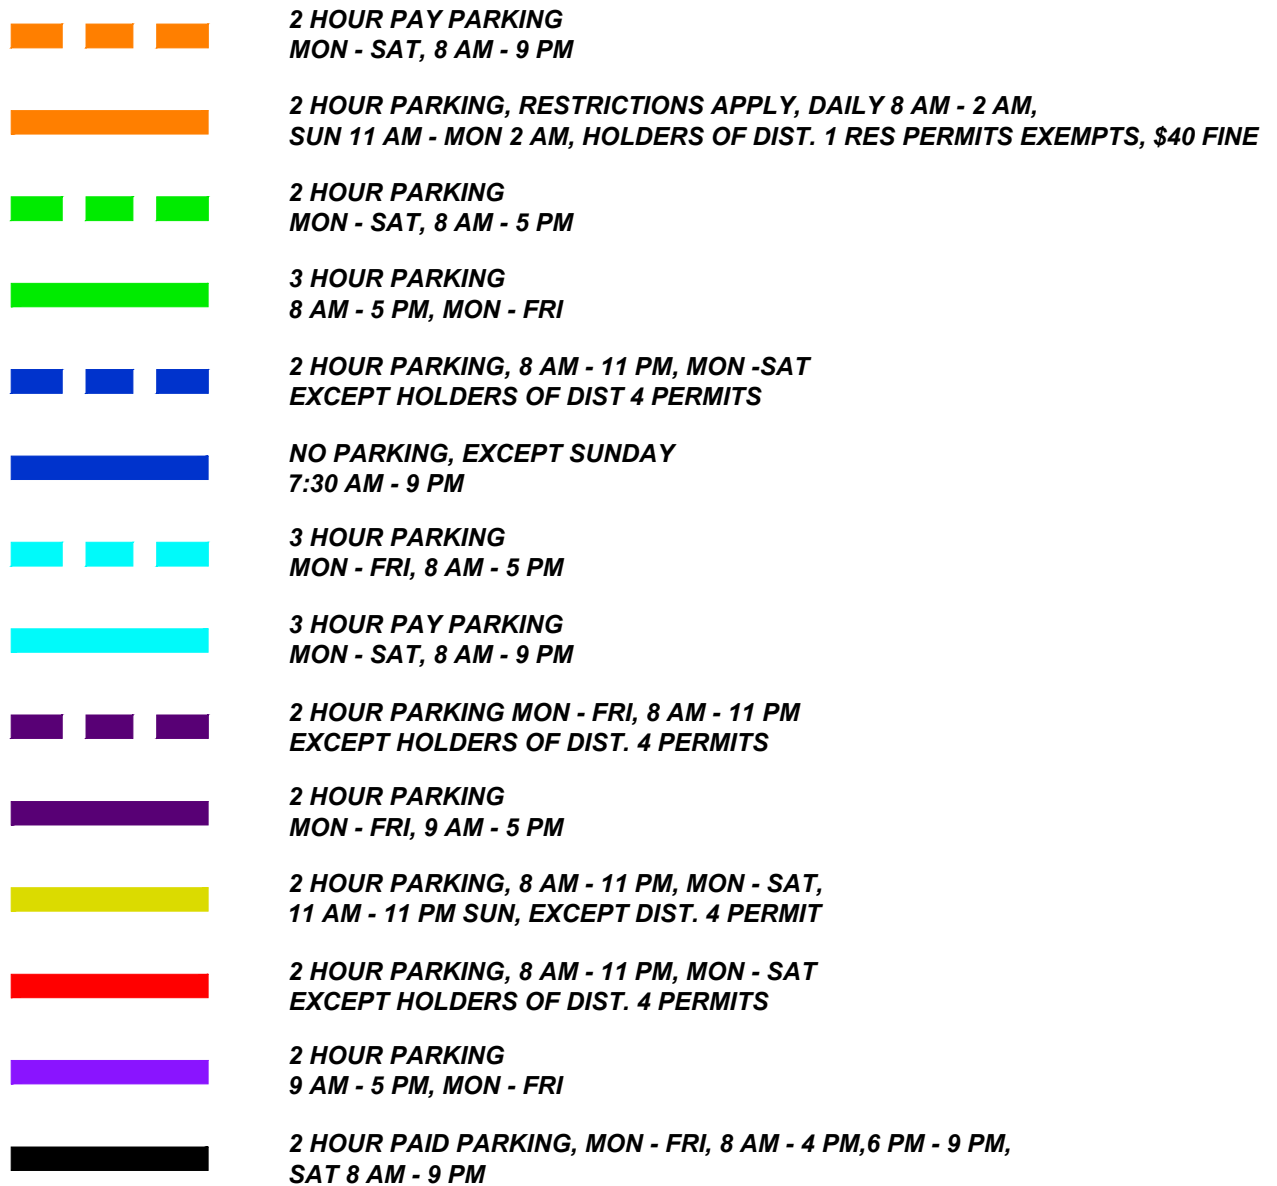 2 HOUR PAY PARKING
MON - SAT, 8 AM - 9 PM
2 HOUR PARKING, RESTRICTIONS APPLY, DAILY 8 AM - 2 AM,
SUN 11 AM - MON 2 AM, HOLDERS OF DIST. 1 RES PERMITS EXEMPTS, $40 FINE
2 HOUR PARKING
MON - SAT, 8 AM - 5 PM
3 HOUR PARKING
8 AM - 5 PM, MON - FRI
2 HOUR PARKING, 8 AM - 11 PM, MON -SAT
EXCEPT HOLDERS OF DIST 4 PERMITS
NO PARKING, EXCEPT SUNDAY
7:30 AM - 9 PM
3 HOUR PARKING
MON - FRI, 8 AM - 5 PM
3 HOUR PAY PARKING
MON - SAT, 8 AM - 9 PM
2 HOUR PARKING MON - FRI, 8 AM - 11 PM
EXCEPT HOLDERS OF DIST. 4 PERMITS
2 HOUR PARKING
MON - FRI, 9 AM - 5 PM
2 HOUR PARKING, 8 AM - 11 PM, MON - SAT,
11 AM - 11 PM SUN, EXCEPT DIST. 4 PERMIT
2 HOUR PARKING, 8 AM - 11 PM, MON - SAT
EXCEPT HOLDERS OF DIST. 4 PERMITS
2 HOUR PARKING
9 AM - 5 PM, MON - FRI
2 HOUR PAID PARKING, MON - FRI, 8 AM - 4 PM,6 PM - 9 PM,
SAT 8 AM - 9 PM